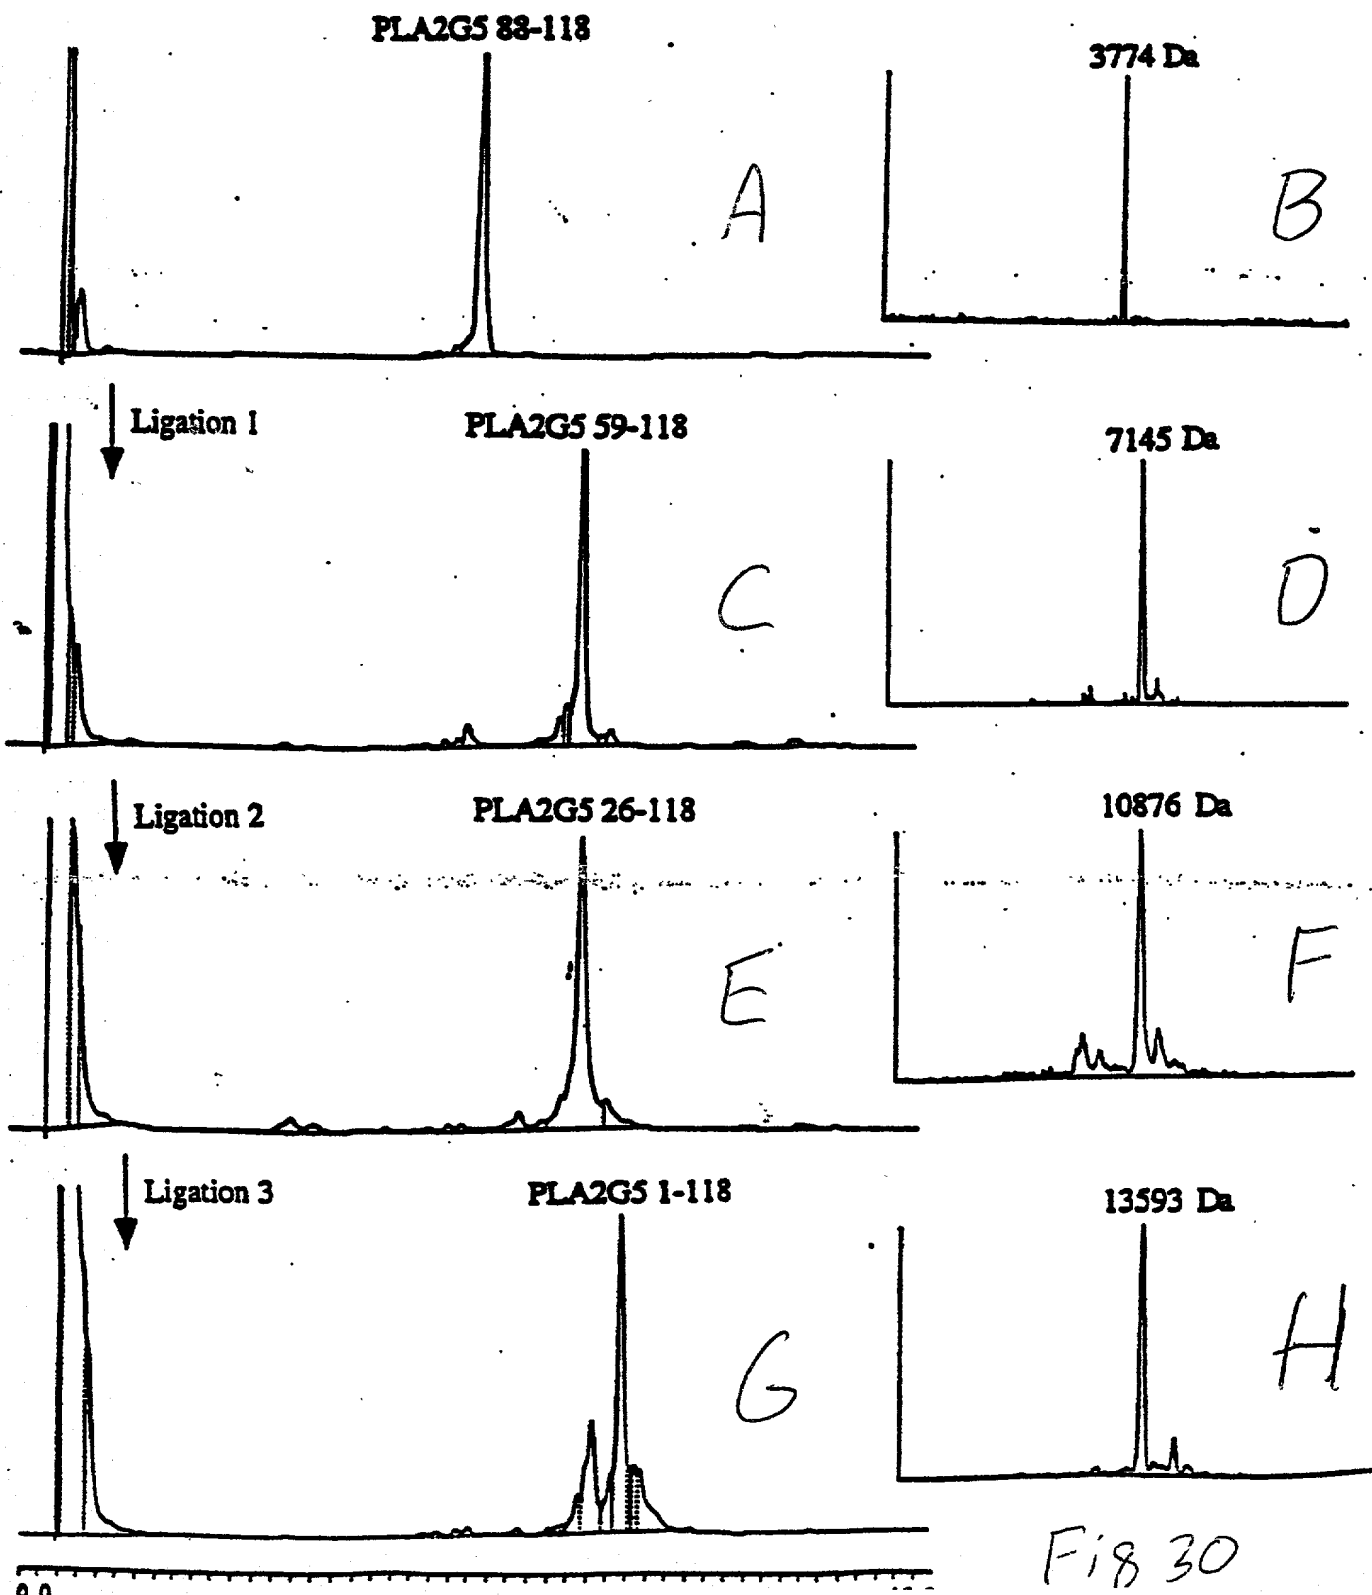 PLA2G5 88-118
3774 Da
A
B
Ligation 1
PLA2G5 59-118
7145 Da
C
D
Ligation 2
PLA2G5 26-118
10876 Da
E
F
Ligation 3
PLA2G5 1-118
13593 Da
G
H
Fig 30
0.0